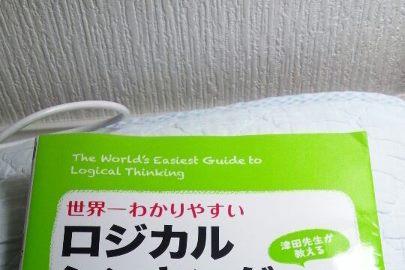 The World's Easiest Guide to
Logical Thinking
世界一わかりやすい
津田先生が
教える
ロジカル